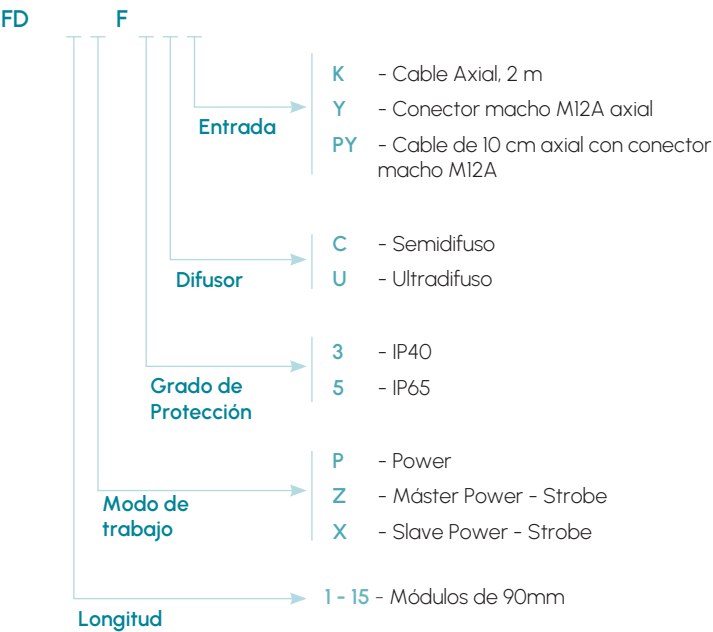 FD F
K - Cable Axial, 2 m
Y - Conector macho M12A axial
Entrada
PY - Cable de 10 cm axial con conector
macho M12A
C - Semidifuso
Difusor
U - Ultradifuso
3 - IP40
Grado de
Protección
5 - IP65
P - Power
Modo de
trabajo
Z - Máster Power - Strobe
X - Slave Power - Strobe
1 - 15 - Módulos de 90mm
Longitud